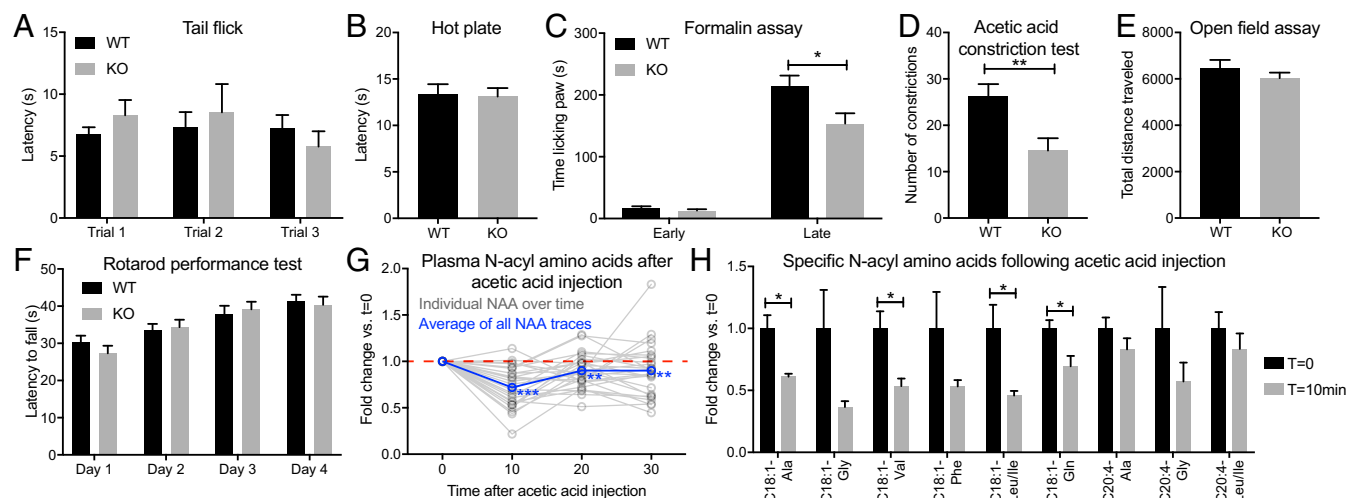 A
Tail flick
Latency (s)
15
10
5
0
WT
KO
Trial 1
Trial 2
Trial 3
B
Hot plate
Latency (s)
20
15
10
5
0
WT
KO
C
Formalin assay
Time licking paw (s)
300
200
100
0
WT
KO
*
Early
Late
D
Acetic acid
constriction test
Number of constrictions
40
30
20
10
0
**
WT
KO
E
Open field assay
Total distance traveled
8000
6000
4000
2000
0
WT
KO
F
Rotarod performance test
Latency to fall (s)
50
40
30
20
10
0
WT
KO
Day 1
Day 2
Day 3
Day 4
G
Plasma N-acyl amino acids after
acetic acid injection
Individual NAA over time
Average of all NAA traces
Fold change vs. t=0
2.0
1.5
1.0
0.5
0.0
***
**
**
0
10
20
30
Time after acetic acid injection
H
Specific N-acyl amino acids following acetic acid injection
Fold change vs. t=0
1.5
1.0
0.5
0.0
*
*
*
*
C18:1-
Ala
C18:1-
Gly
C18:1-
Val
C18:1-
Phe
C18:1-
Leu/Ile
C18:1-
Gln
C20:4-
Ala
C20:4-
Gly
C20:4-
Leu/Ile
T=0
T=10min